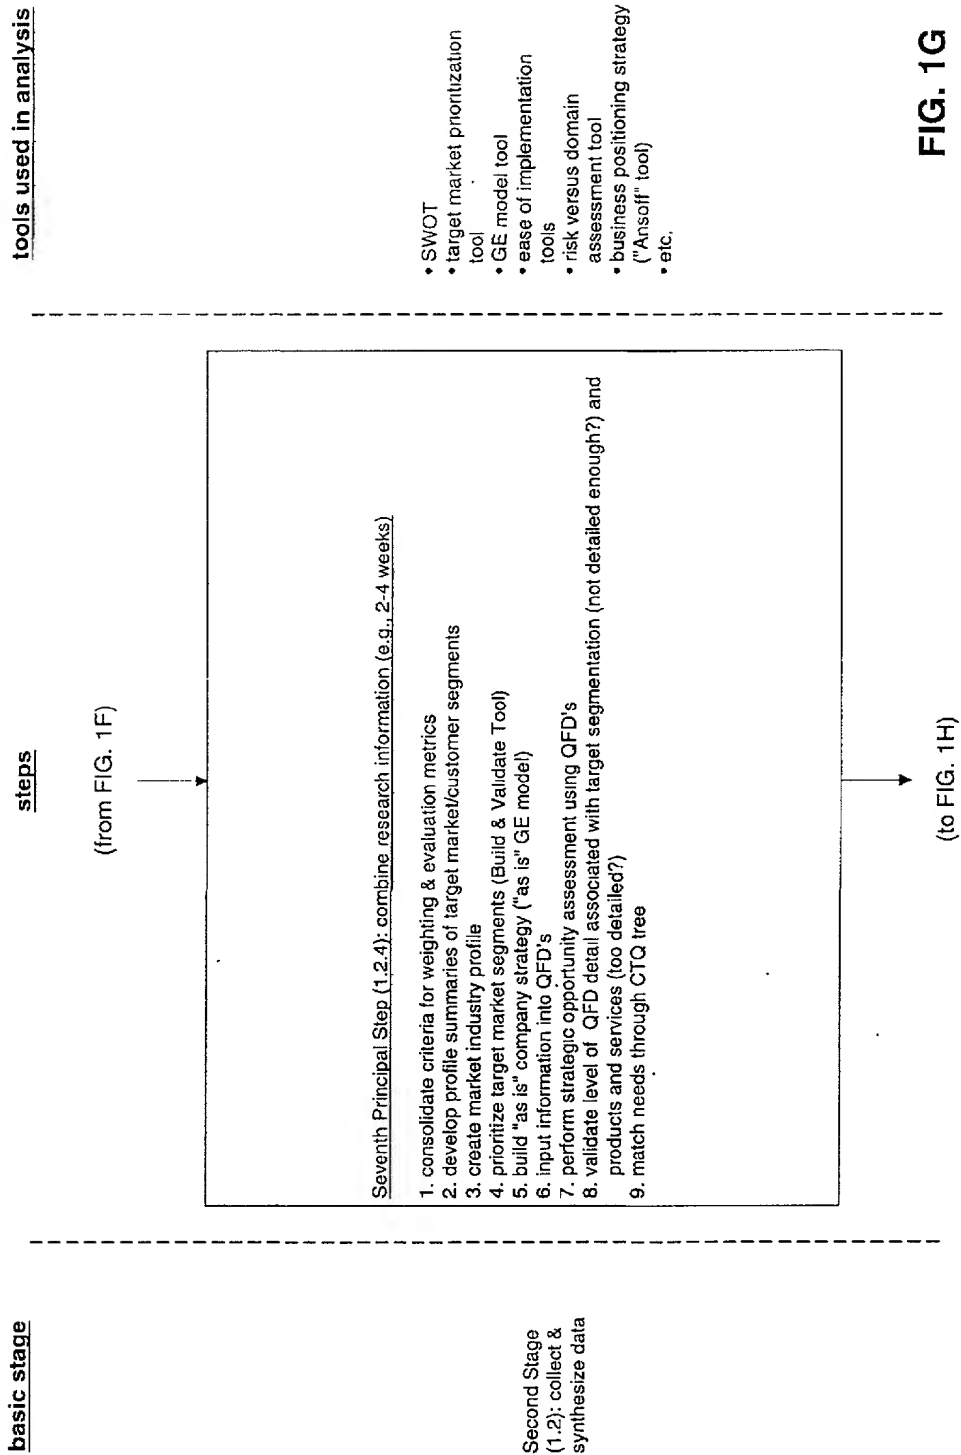 basic stage
steps
tools used in analysis
(from FIG. 1F)
Second Stage
(1.2): collect &
synthesize data
Seventh Principal Step (1.2.4): combine research information (e.g., 2-4 weeks)
1. consolidate criteria for weighting & evaluation metrics
2. develop profile summaries of target market/customer segments
3. create market industry profile
4. prioritize target market segments (Build & Validate Tool)
5. build "as is" company strategy ("as is" GE model)
6. input information into QFD's
7. perform strategic opportunity assessment using QFD's
8. validate level of QFD detail associated with target segmentation (not detailed enough?) and
products and services (too detailed?)
9. match needs through CTQ tree
• SWOT
• target market prioritization
tool
• GE model tool
• ease of implementation
tools
• risk versus domain
assessment tool
• business positioning strategy
("Ansoff" tool)
• etc.
(to FIG. 1H)
FIG. 1G